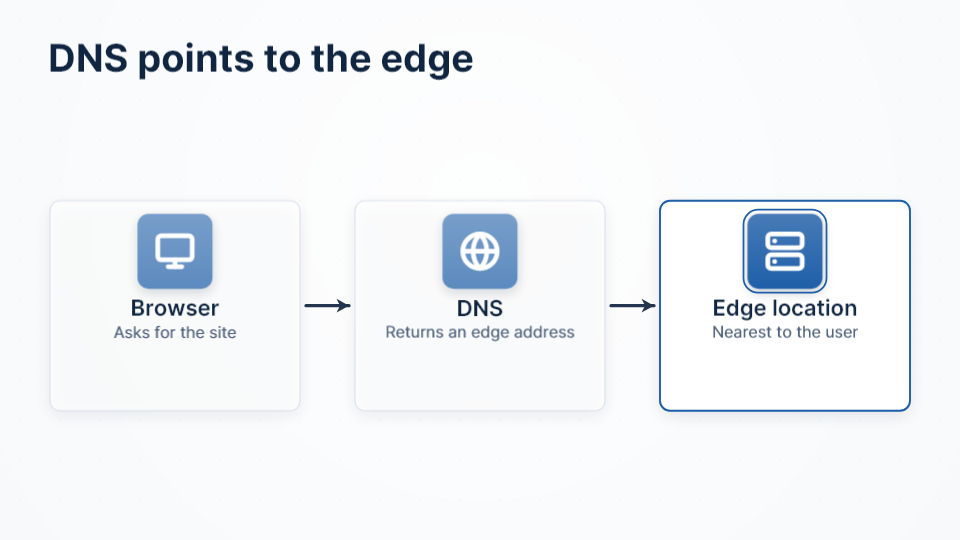 DNS points to the edge
Browser
Asks for the site
DNS
Returns an edge address
Edge location
Nearest to the user